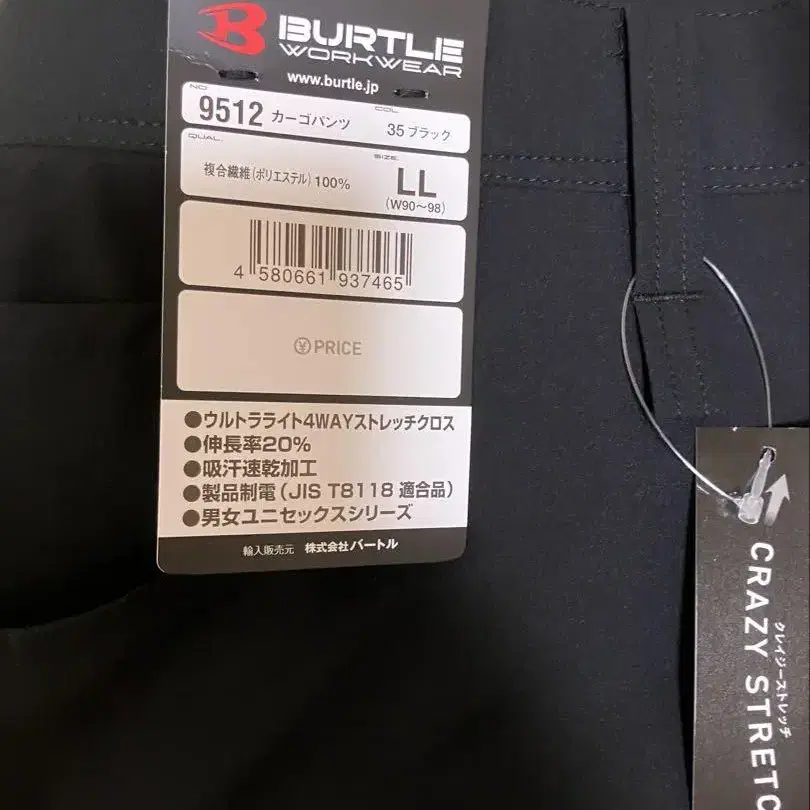 BURTLE
WORKWEAR
www.burtle.jp
NO.
9512 カーゴパンツ
COL.
35 ブラック
QUAL.
複合繊維(ポリエステル)100%
SIZE.
LL
(W90〜98)
4 580661 937465
¥ PRICE
●ウルトラライト4WAYストレッチクロス
●伸長率20%
●吸汗速乾加工
●製品制電(JIS T8118 適合品)
●男女ユニセックスシリーズ
輸入販売元 株式会社バートル
クレイジーストレッチ
CRAZY STRETC